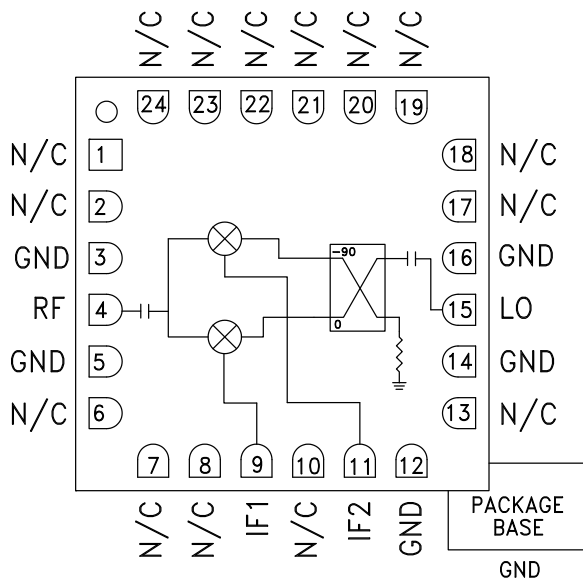 N/C N/C N/C N/C N/C N/C
24 23 22 21 20 19
N/C 1
18 N/C
N/C 2
17 N/C
GND 3
16 GND
-90
RF 4
15 LO
0
GND 5
14 GND
N/C 6
13 N/C
7 8 9 10 11 12
N/C N/C IF1 N/C IF2 GND
PACKAGE
BASE
GND